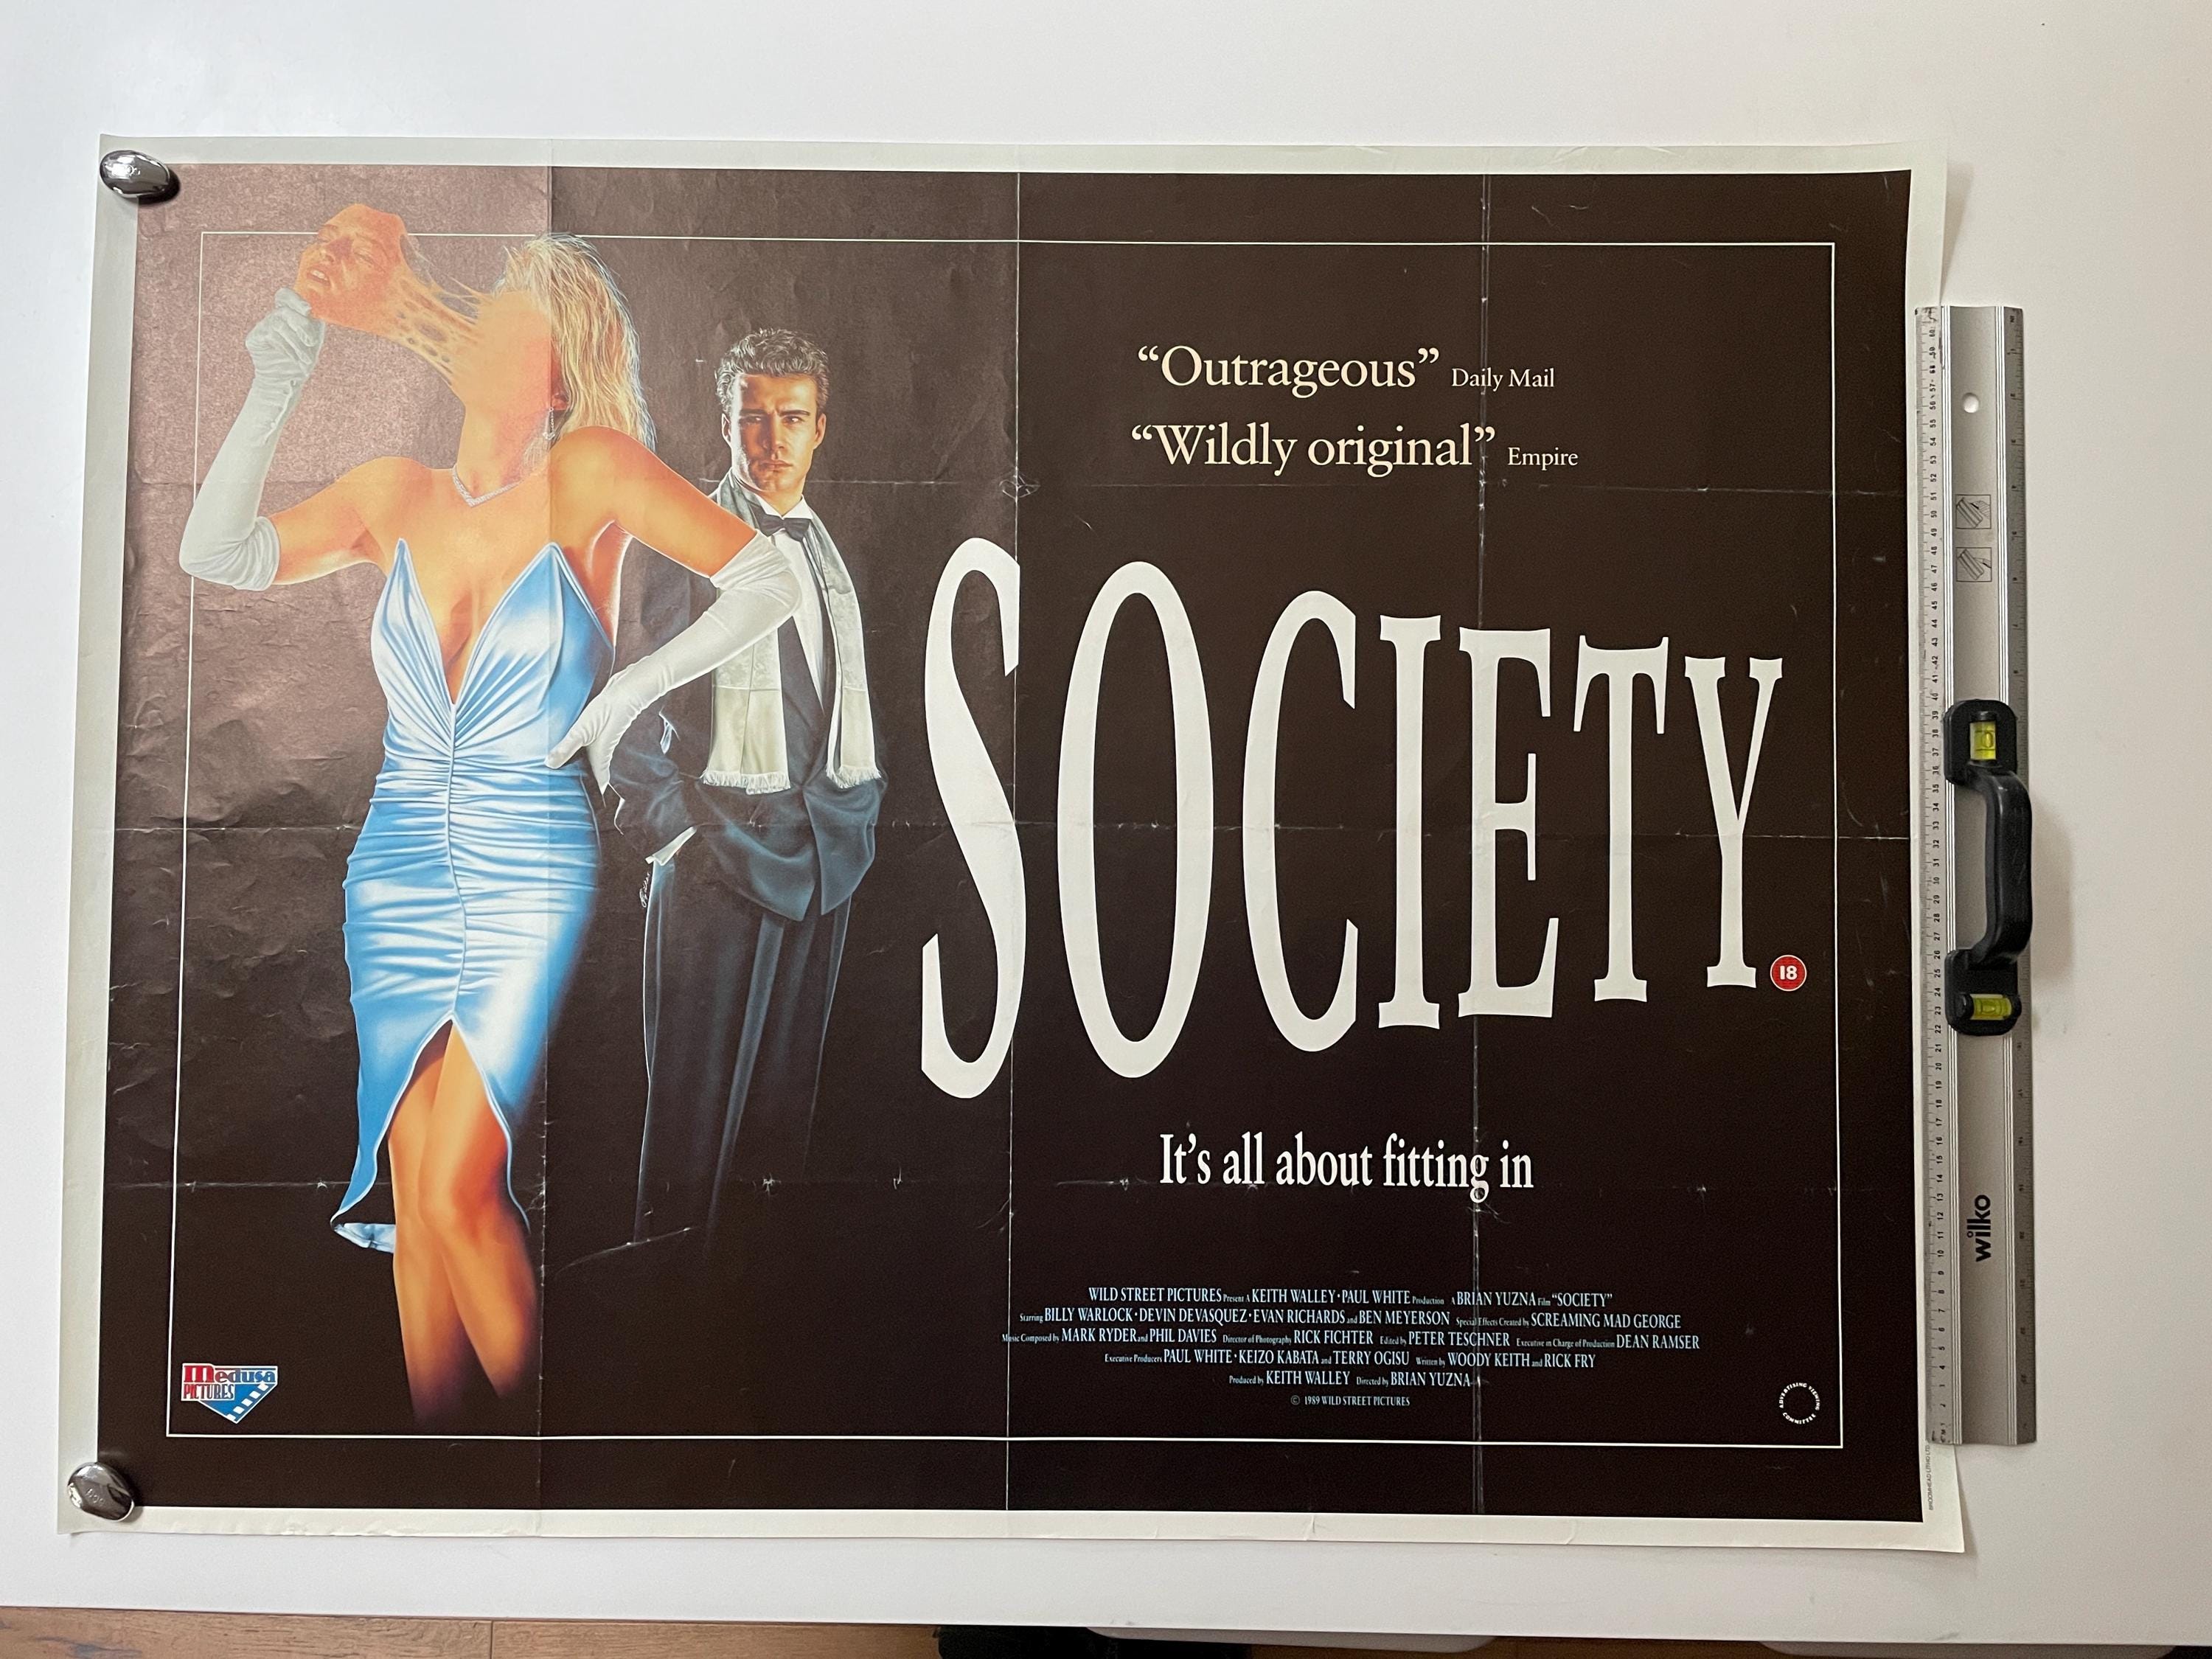 “Outrageous” Daily Mail
“Wildly original” Empire
SOCIETY
18
It’s all about fitting in
WILD STREET PICTURES Present A KEITH WALLEY • PAUL WHITE Production A BRIAN YUZNA Film “SOCIETY”
Starring BILLY WARLOCK • DEVIN DEVASQUEZ • EVAN RICHARDS and BEN MEYERSON Special Effects Created by SCREAMING MAD GEORGE
Music Composed by MARK RYDER and PHIL DAVIES Director of Photography RICK FICHTER Edited by PETER TESCHNER Executive in Charge of Production DEAN RAMSER
Executive Producers PAUL WHITE • KEIZO KABATA and TERRY OGISU Written by WOODY KEITH and RICK FRY
Produced by KEITH WALLEY Directed by BRIAN YUZNA
© 1989 WILD STREET PICTURES
Medusa
PICTURES
ADVERTISING VIEWING COMMITTEE
wilko